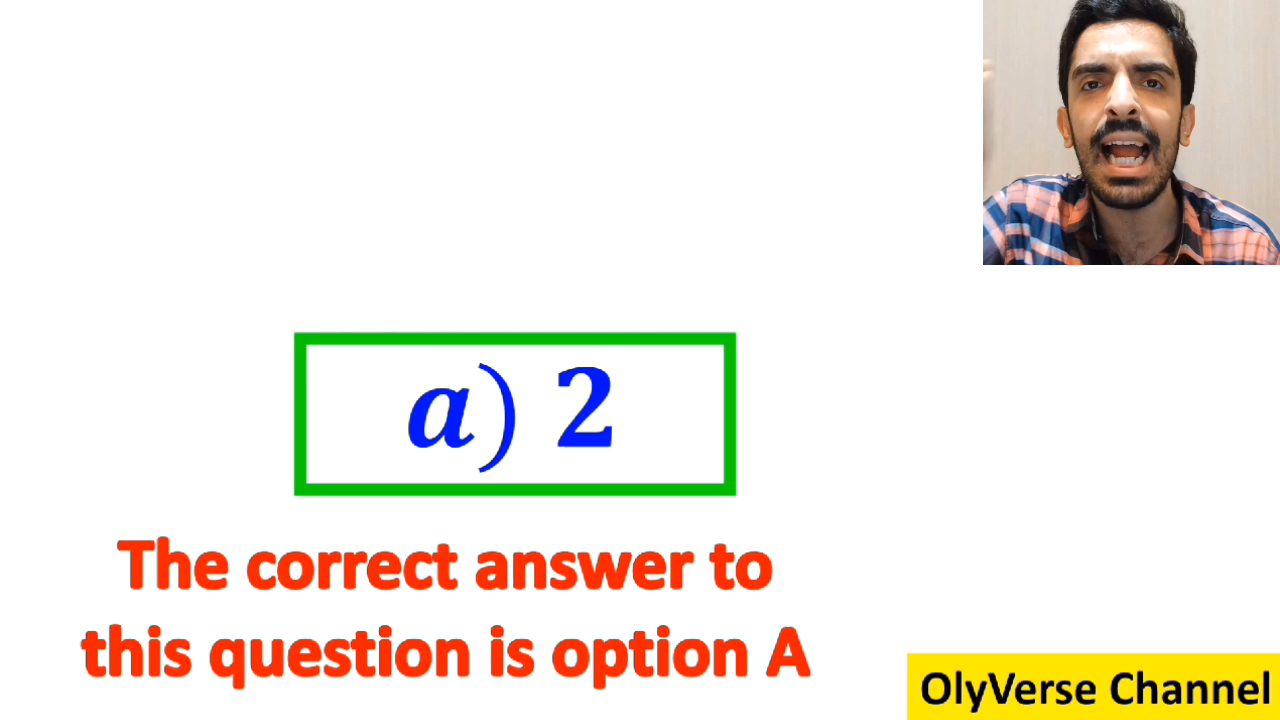 a) 2
The correct answer to
this question is option A
OlyVerse Channel